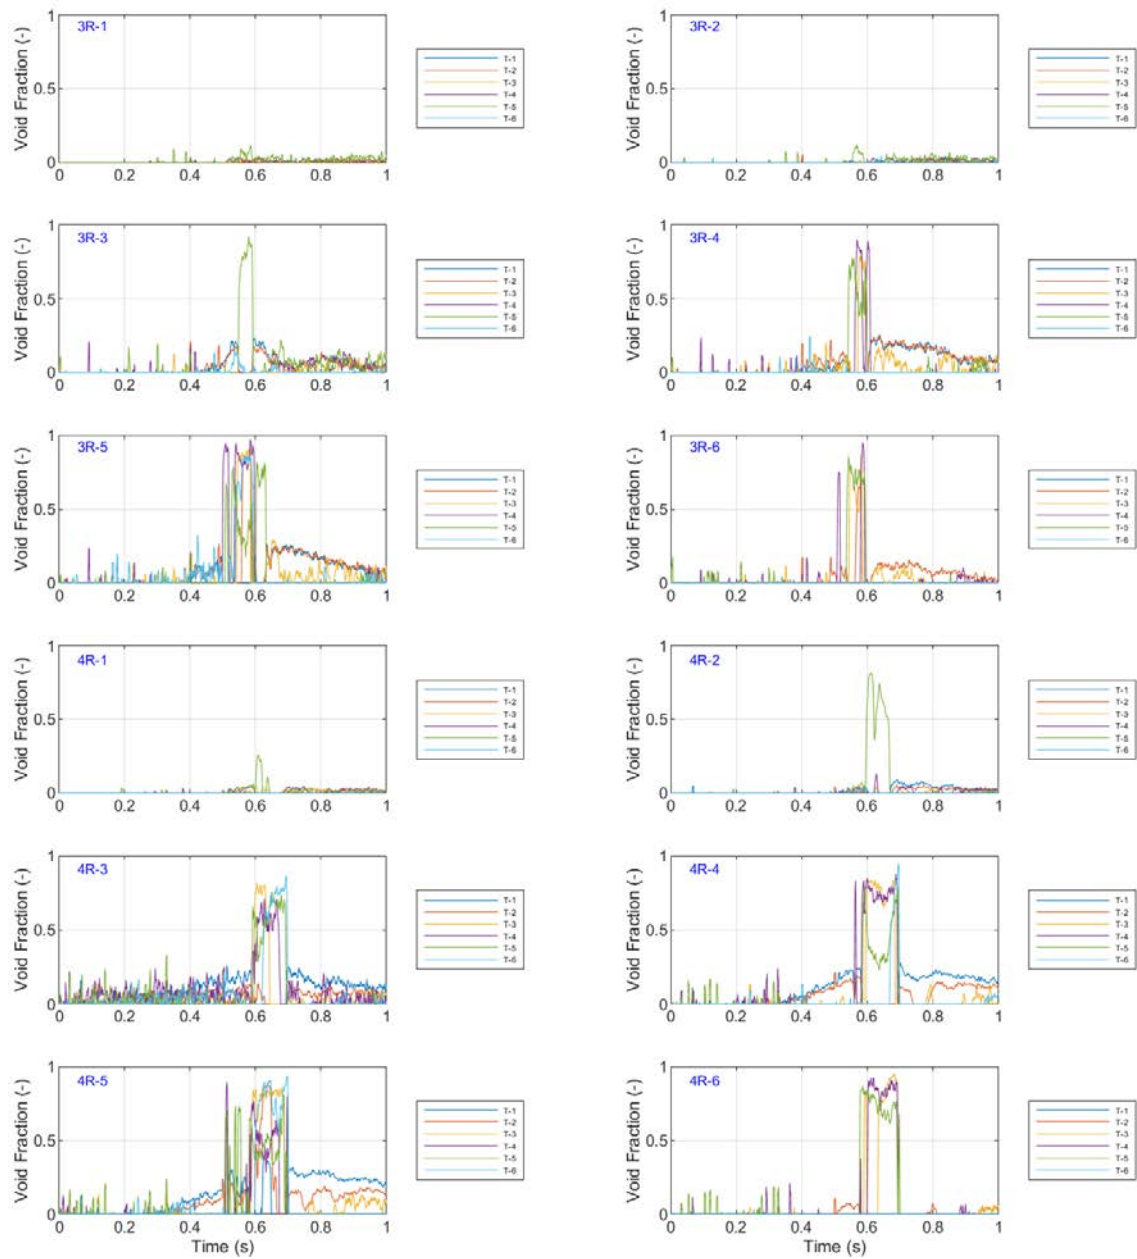 3R-1
Void Fraction (-)
1
0.5
0
0 0.2 0.4 0.6 0.8 1
T-1
T-2
T-3
T-4
T-5
T-6
3R-2
Void Fraction (-)
1
0.5
0
0 0.2 0.4 0.6 0.8 1
T-1
T-2
T-3
T-4
T-5
T-6
3R-3
Void Fraction (-)
1
0.5
0
0 0.2 0.4 0.6 0.8 1
T-1
T-2
T-3
T-4
T-5
T-6
3R-4
Void Fraction (-)
1
0.5
0
0 0.2 0.4 0.6 0.8 1
T-1
T-2
T-3
T-4
T-5
T-6
3R-5
Void Fraction (-)
1
0.5
0
0 0.2 0.4 0.6 0.8 1
T-1
T-2
T-3
T-4
T-5
T-6
3R-6
Void Fraction (-)
1
0.5
0
0 0.2 0.4 0.6 0.8 1
T-1
T-2
T-3
T-4
T-5
T-6
4R-1
Void Fraction (-)
1
0.5
0
0 0.2 0.4 0.6 0.8 1
T-1
T-2
T-3
T-4
T-5
T-6
4R-2
Void Fraction (-)
1
0.5
0
0 0.2 0.4 0.6 0.8 1
T-1
T-2
T-3
T-4
T-5
T-6
4R-3
Void Fraction (-)
1
0.5
0
0 0.2 0.4 0.6 0.8 1
T-1
T-2
T-3
T-4
T-5
T-6
4R-4
Void Fraction (-)
1
0.5
0
0 0.2 0.4 0.6 0.8 1
T-1
T-2
T-3
T-4
T-5
T-6
4R-5
Void Fraction (-)
1
0.5
0
0 0.2 0.4 0.6 0.8 1
Time (s)
T-1
T-2
T-3
T-4
T-5
T-6
4R-6
Void Fraction (-)
1
0.5
0
0 0.2 0.4 0.6 0.8 1
Time (s)
T-1
T-2
T-3
T-4
T-5
T-6